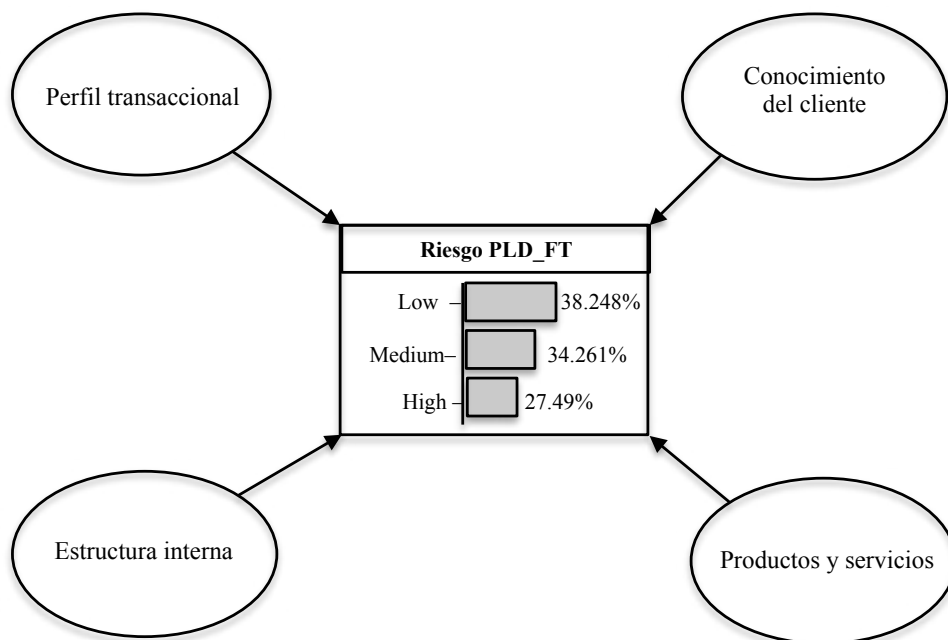 Perfil transaccional
Conocimiento
del cliente
Riesgo PLD_FT
Low 38.248%
Medium 34.261%
High 27.49%
Estructura interna
Productos y servicios